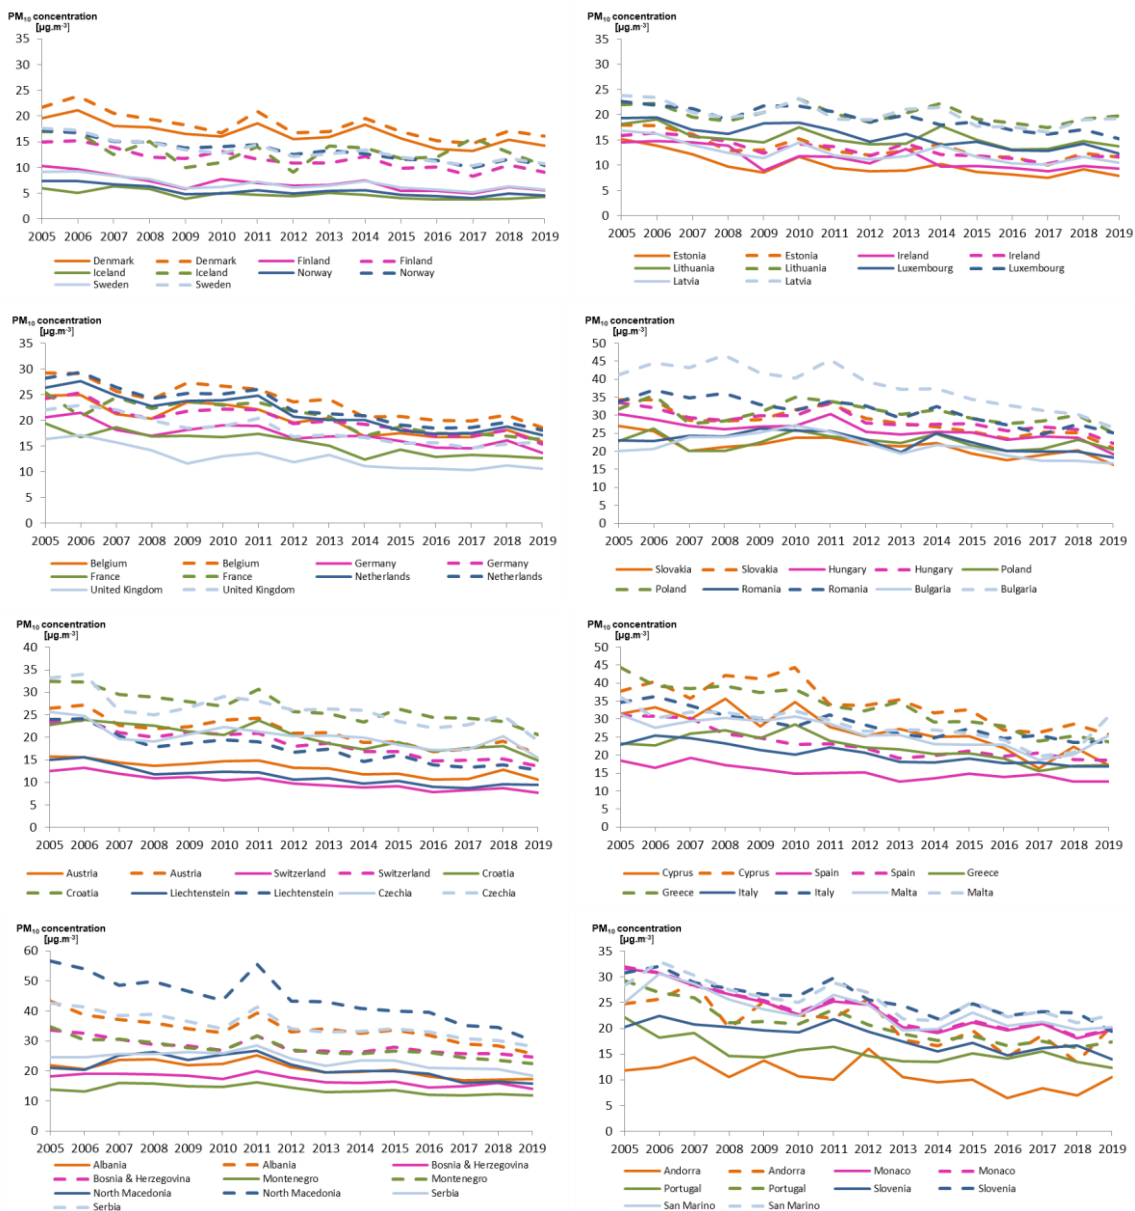 PM10 concentration
[µg.m-3]
35
30
25
20
15
10
5
0
2005 2006 2007 2008 2009 2010 2011 2012 2013 2014 2015 2016 2017 2018 2019
Denmark Denmark Finland Finland
Iceland Iceland Norway Norway
Sweden Sweden
PM10 concentration
[µg.m-3]
35
30
25
20
15
10
5
0
2005 2006 2007 2008 2009 2010 2011 2012 2013 2014 2015 2016 2017 2018 2019
Estonia Estonia Ireland Ireland
Lithuania Lithuania Luxembourg Luxembourg
Latvia Latvia
PM10 concentration
[µg.m-3]
35
30
25
20
15
10
5
0
2005 2006 2007 2008 2009 2010 2011 2012 2013 2014 2015 2016 2017 2018 2019
Belgium Belgium Germany Germany
France France Netherlands Netherlands
United Kingdom United Kingdom
PM10 concentration
[µg.m-3]
50
45
40
35
30
25
20
15
10
5
0
2005 2006 2007 2008 2009 2010 2011 2012 2013 2014 2015 2016 2017 2018 2019
Slovakia Slovakia Hungary Hungary Poland
Poland Romania Romania Bulgaria Bulgaria
PM10 concentration
[µg.m-3]
40
35
30
25
20
15
10
5
0
2005 2006 2007 2008 2009 2010 2011 2012 2013 2014 2015 2016 2017 2018 2019
Austria Austria Switzerland Switzerland Croatia
Croatia Liechtenstein Liechtenstein Czechia Czechia
PM10 concentration
[µg.m-3]
50
45
40
35
30
25
20
15
10
5
0
2005 2006 2007 2008 2009 2010 2011 2012 2013 2014 2015 2016 2017 2018 2019
Cyprus Cyprus Spain Spain Greece
Greece Italy Italy Malta Malta
PM10 concentration
[µg.m-3]
60
50
40
30
20
10
0
2005 2006 2007 2008 2009 2010 2011 2012 2013 2014 2015 2016 2017 2018 2019
Albania Albania Bosnia & Herzegovina
Bosnia & Herzegovina Montenegro Montenegro
North Macedonia North Macedonia Serbia
Serbia
PM10 concentration
[µg.m-3]
35
30
25
20
15
10
5
0
2005 2006 2007 2008 2009 2010 2011 2012 2013 2014 2015 2016 2017 2018 2019
Andorra Andorra Monaco Monaco
Portugal Portugal Slovenia Slovenia
San Marino San Marino